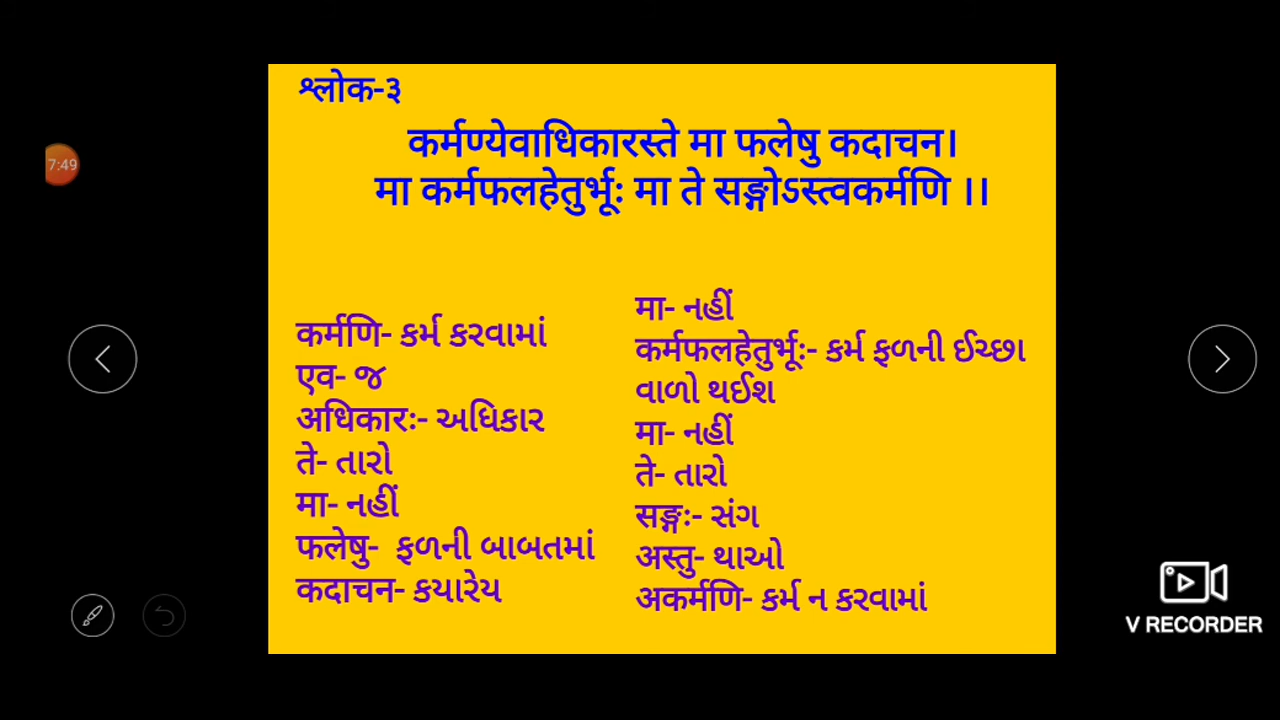 શ્લોક-૩
कर्मण्येवाधिकारस्ते मा फलेषु कदाचन।
मा कर्मफलहेतुर्भूः मा ते सङ्गोऽस्त्वकर्मणि ।।
7:49
कर्मणि- કર્મ કરવામાં
एव- જ
अधिकारः- અધિકાર
ते- તારો
मा- નહીં
फलेषु- ફળની બાબતમાં
कदाचन- કયારેય
मा- નહીં
कर्मफलहेतुर्भूः- કર્મ ફળની ઈચ્છા
વાળો થઈશ
मा- નહીં
ते- તારો
सङ्गः- સંગ
अस्तु- થાઓ
अकर्मणि- કર્મ ન કરવામાં
V RECORDER